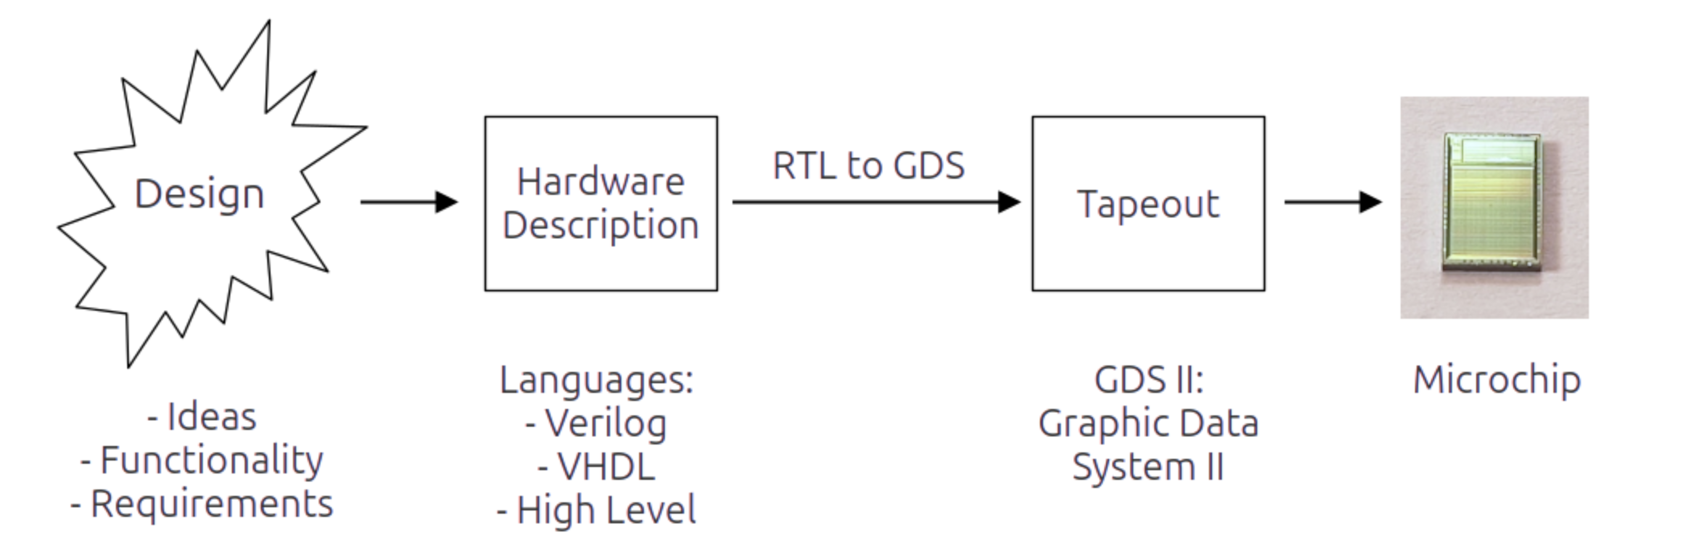 Design
- Ideas
- Functionality
- Requirements
Hardware
Description
Languages:
- Verilog
- VHDL
- High Level
RTL to GDS
Tapeout
GDS II:
Graphic Data
System II
Microchip